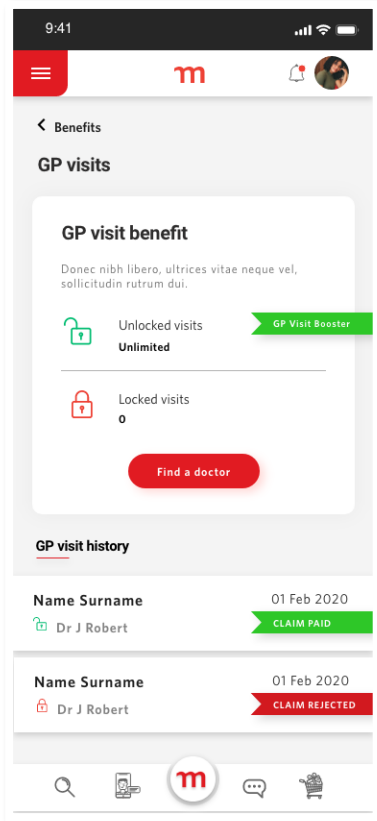 9:41
m
Benefits
GP visits
GP visit benefit
Donec nibh libero, ultrices vitae neque vel,
sollicitudin rutrum dui.
Unlocked visits
GP Visit Booster
Unlimited
Locked visits
0
Find a doctor
GP visit history
Name Surname
01 Feb 2020
Dr J Robert
CLAIM PAID
Name Surname
01 Feb 2020
Dr J Robert
CLAIM REJECTED
m